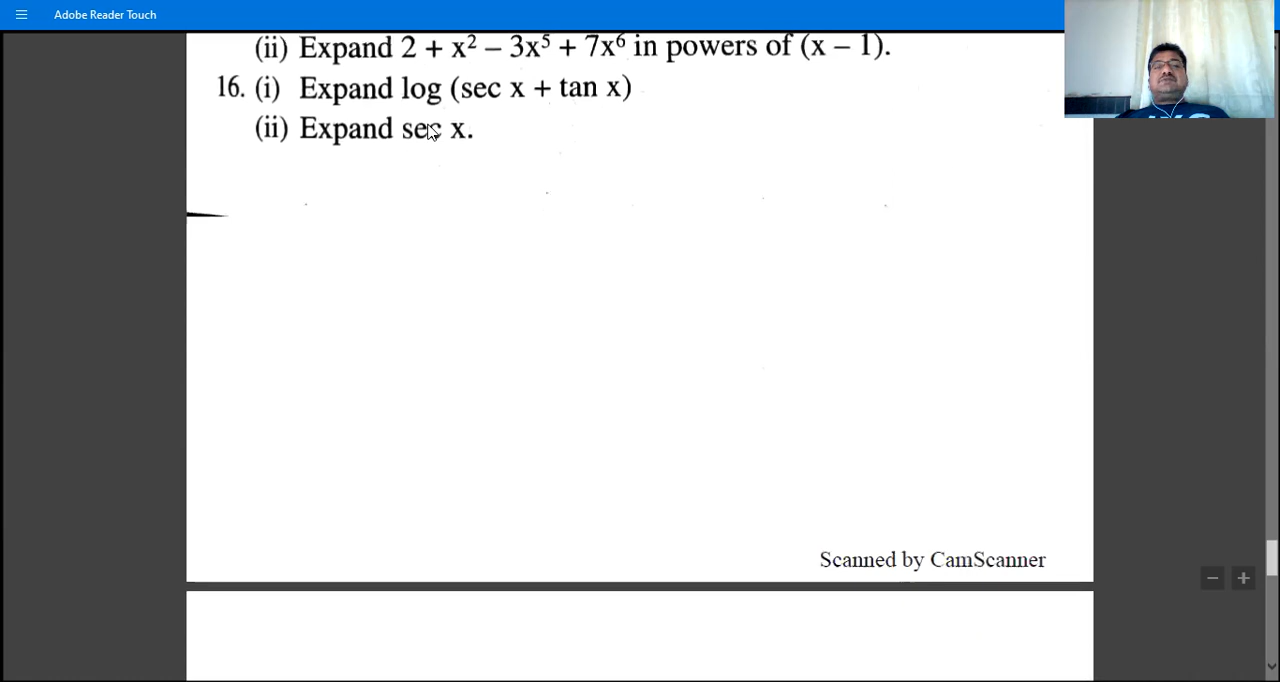 Adobe Reader Touch
(ii) Expand 2 + x² – 3x⁵ + 7x⁶ in powers of (x – 1).
16. (i) Expand log (sec x + tan x)
(ii) Expand sec x.
Scanned by CamScanner